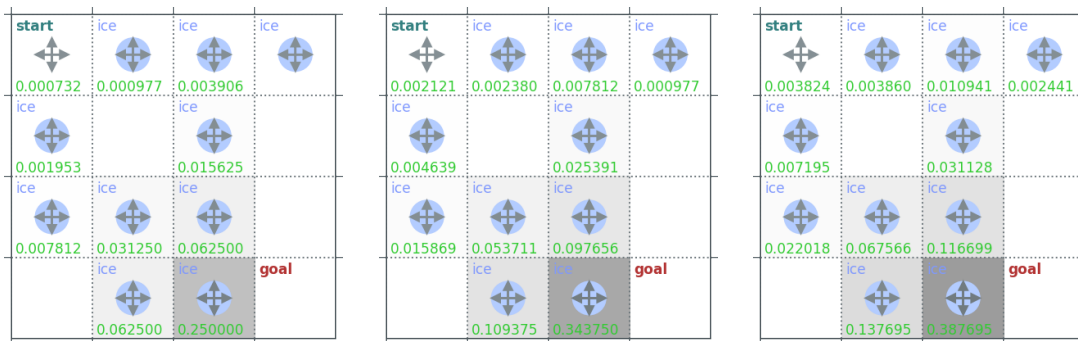 start ice ice ice
0.000732 0.000977 0.003906
ice
0.001953 0.015625
ice ice ice
0.007812 0.031250 0.062500
ice ice goal
0.062500 0.250000
start ice ice ice
0.002121 0.002380 0.007812 0.000977
ice
0.004639 0.025391
ice ice ice
0.015869 0.053711 0.097656
ice ice goal
0.109375 0.343750
start ice ice ice
0.003824 0.003860 0.010941 0.002441
ice
0.007195 0.031128
ice ice ice
0.022018 0.067566 0.116699
ice ice goal
0.137695 0.387695